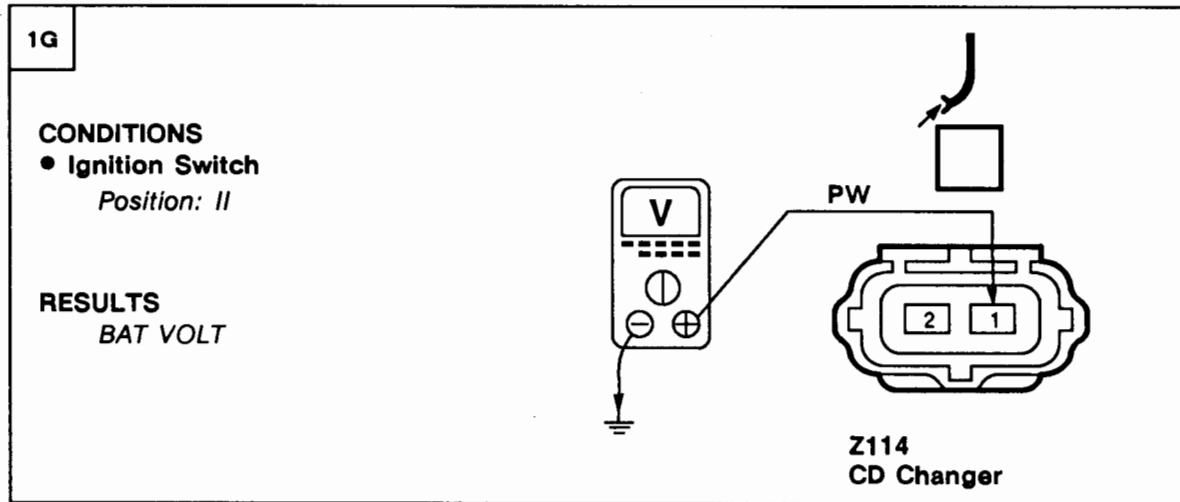 1G
CONDITIONS
● Ignition Switch
Position: II
RESULTS
BAT VOLT
V
PW
2 1
Z114
CD Changer